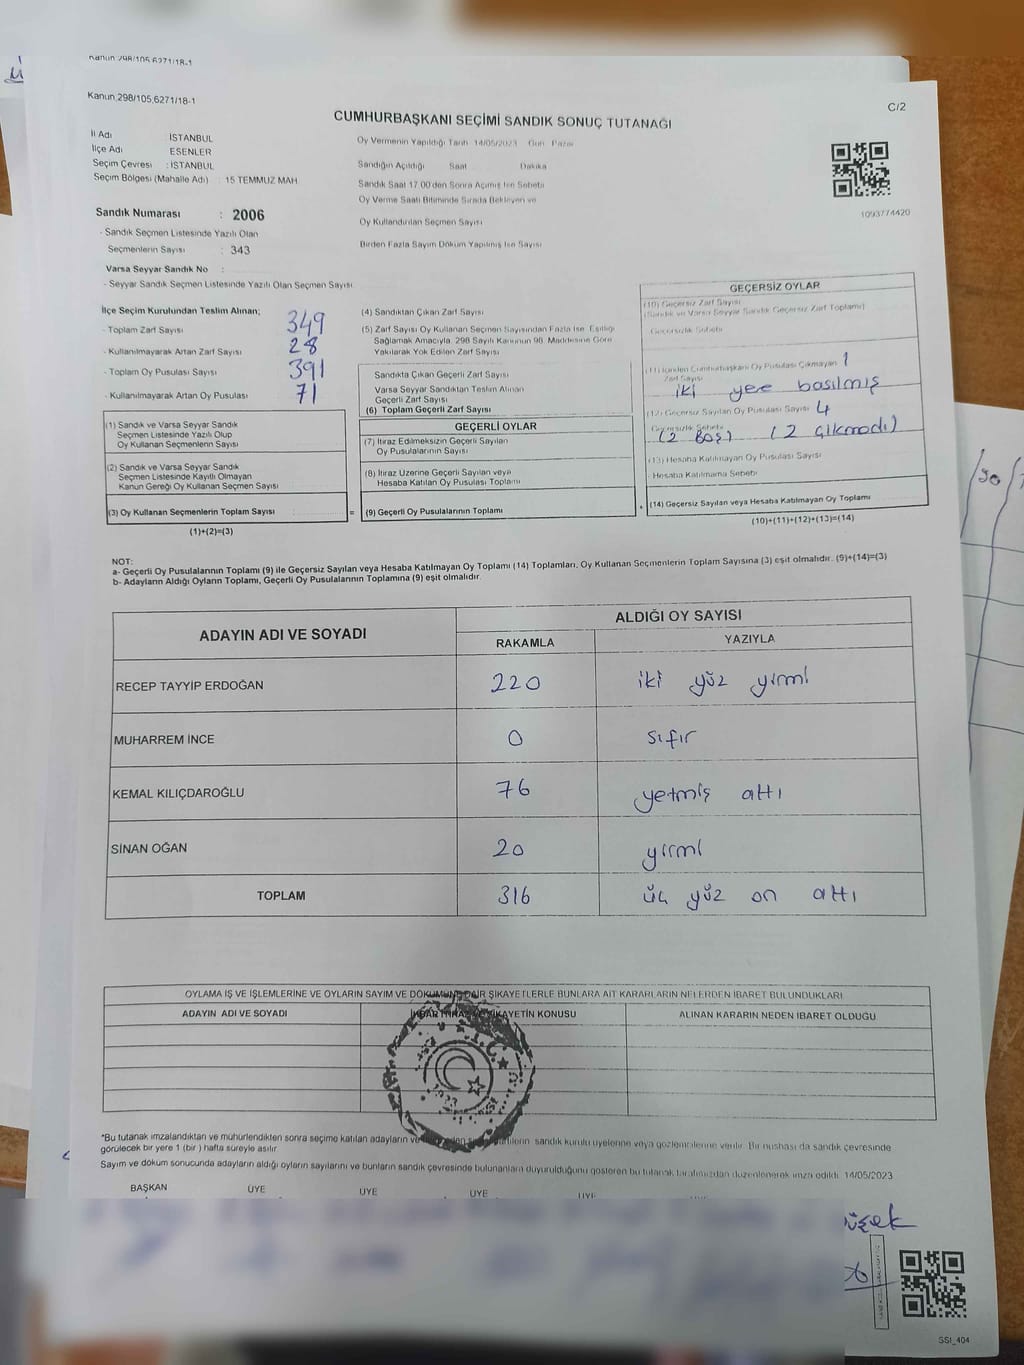 Kanun 298/105,6271/18-1
Kanun 298/105,6271/18-1
C/2
CUMHURBAŞKANI SEÇİMİ SANDIK SONUÇ TUTANAĞI
İl Adı İSTANBUL
İlçe Adı ESENLER
Seçim Çevresi : İSTANBUL
Seçim Bölgesi (Mahalle Adı) : 15 TEMMUZ MAH.
Oy Vermenin Yapıldığı Tarih 14/05/2023 Gün Pazar
Sandığın Açıldığı Saat Dakika
Sandık Saat 17.00'den Sonra Açılmış İse Sebebi
Oy Verme Saati Bitiminde Sırada Bekleyen ve
Oy Kullandırılan Seçmen Sayısı
Birden Fazla Sayım Döküm Yapılmış İse Sayısı
1093774420
Sandık Numarası : 2006
- Sandık Seçmen Listesinde Yazılı Olan
Seçmenlerin Sayısı : 343
Varsa Seyyar Sandık No :
- Seyyar Sandık Seçmen Listesinde Yazılı Olan Seçmen Sayısı
İlçe Seçim Kurulundan Teslim Alınan;
- Toplam Zarf Sayısı 349
- Kullanılmayarak Artan Zarf Sayısı 28
- Toplam Oy Pusulası Sayısı 391
- Kullanılmayarak Artan Oy Pusulası 71
(1) Sandık ve Varsa Seyyar Sandık
Seçmen Listesinde Yazılı Olup
Oy Kullanan Seçmenlerin Sayısı
(2) Sandık ve Varsa Seyyar Sandık
Seçmen Listesinde Kayıtlı Olmayan
Kanun Gereği Oy Kullanan Seçmen Sayısı
(3) Oy Kullanan Seçmenlerin Toplam Sayısı
(1)+(2)=(3)
(4) Sandıktan Çıkan Zarf Sayısı
(5) Zarf Sayısı Oy Kullanan Seçmen Sayısından Fazla İse, Eşitliği
Sağlamak Amacıyla, 298 Sayılı Kanunun 98. Maddesine Göre
Yakılarak Yok Edilen Zarf Sayısı
Sandıkta Çıkan Geçerli Zarf Sayısı
Varsa Seyyar Sandıktan Teslim Alınan
Geçerli Zarf Sayısı
(6) Toplam Geçerli Zarf Sayısı
GEÇERLİ OYLAR
(7) İtiraz Edilmeksizin Geçerli Sayılan
Oy Pusulalarının Sayısı
(8) İtiraz Üzerine Geçerli Sayılan veya
Hesaba Katılan Oy Pusulası Toplamı
= (9) Geçerli Oy Pusulalarının Toplamı +
GEÇERSİZ OYLAR
(10) Geçersiz Zarf Sayısı
(Sandık ve Varsa Seyyar Sandık Geçersiz Zarf Toplamı)
Geçersizlik Sebebi
(11) İçinden Cumhurbaşkanı Oy Pusulası Çıkmayan 1
Zarf Sayısı
iki yere basılmış
(12) Geçersiz Sayılan Oy Pusulası Sayısı 4
Geçersizlik Sebebi
(2 Boş) (2 çıkmadı)
(13) Hesaba Katılmayan Oy Pusulası Sayısı
Hesaba Katılmama Sebebi
(14) Geçersiz Sayılan veya Hesaba Katılmayan Oy Toplamı
(10)+(11)+(12)+(13)=(14)
NOT:
a- Geçerli Oy Pusulalarının Toplamı (9) ile Geçersiz Sayılan veya Hesaba Katılmayan Oy Toplamı (14) Toplamları, Oy Kullanan Seçmenlerin Toplam Sayısına (3) eşit olmalıdır. (9)+(14)=(3)
b- Adayların Aldığı Oyların Toplamı, Geçerli Oy Pusulalarının Toplamına (9) eşit olmalıdır.
ADAYIN ADI VE SOYADI ALDIĞI OY SAYISI
RAKAMLA YAZIYLA
RECEP TAYYİP ERDOĞAN 220 iki yüz yirmi
MUHARREM İNCE 0 sıfır
KEMAL KILIÇDAROĞLU 76 yetmiş altı
SİNAN OĞAN 20 yirmi
TOPLAM 316 üç yüz on altı
OYLAMA İŞ VE İŞLEMLERİNE VE OYLARIN SAYIM VE DÖKÜMÜNE DAİR ŞİKAYETLERLE BUNLARA AİT KARARLARIN NELERDEN İBARET BULUNDUKLARI
ADAYIN ADI VE SOYADI İHBAR İTİRAZ ŞİKAYETİN KONUSU ALINAN KARARIN NEDEN İBARET OLDUĞU
*Bu tutanak imzalandıktan ve mühürlendikten sonra seçime katılan adayların ve sandık kurulu üyelerine veya gözlemcilerine verilir. Bir nüshası da sandık çevresinde
görülecek bir yere 1 (bir) hafta süreyle asılır.
Sayım ve döküm sonucunda adayların aldığı oyların sayılarını ve bunların sandık çevresinde bulunanlara duyurulduğunu gösteren bu tutanak tarafımızdan düzenlenerek imza edildi. 14/05/2023
BAŞKAN ÜYE ÜYE ÜYE ÜYE
SSI_404